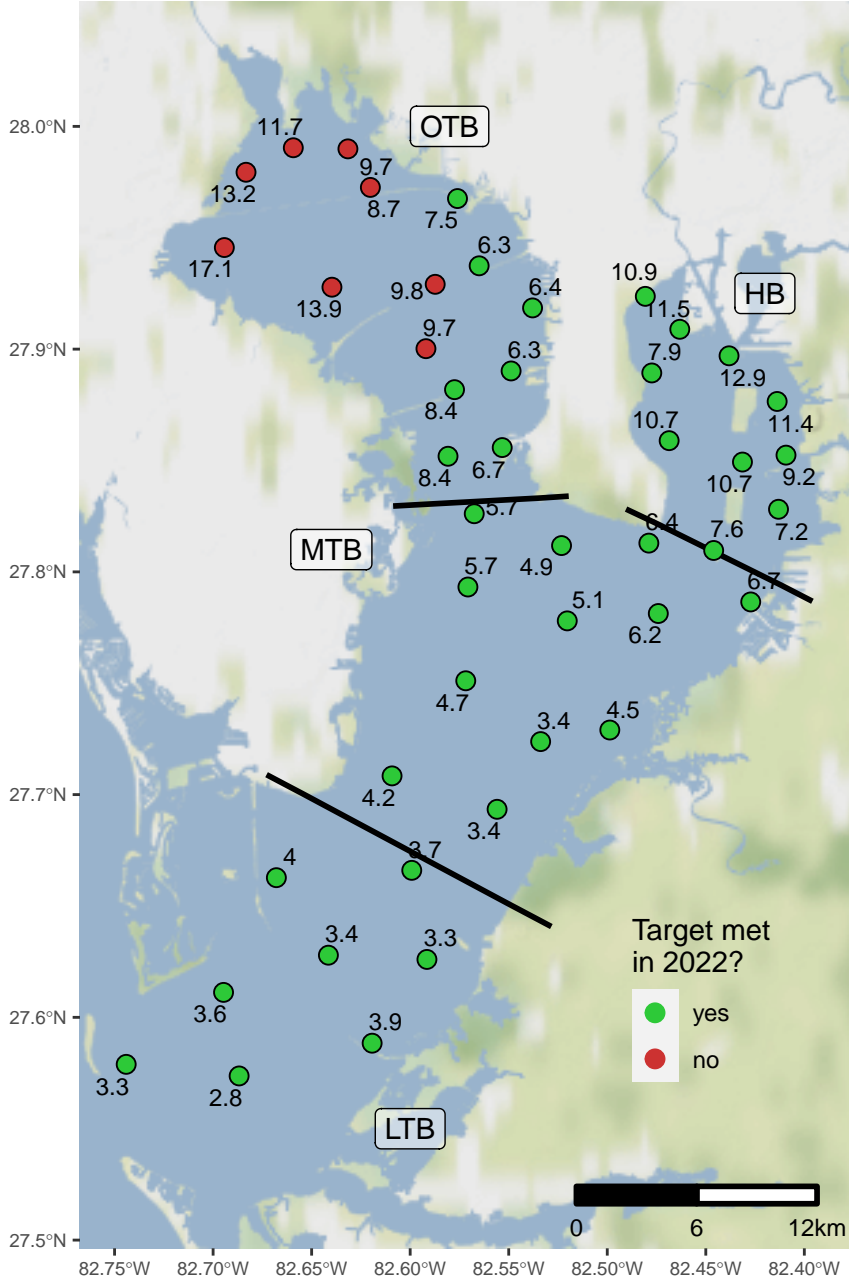 28.0°N
27.9°N
27.8°N
27.7°N
27.6°N
27.5°N
OTB
11.7
9.7
13.2
8.7
7.5
17.1
6.3
13.9
9.8
6.4
10.9
HB
11.5
9.7
6.3
7.9
12.9
8.4
11.4
10.7
8.4
6.7
10.7
9.2
5.7
6.4
7.6
7.2
MTB
4.9
5.7
5.1
6.2
6.7
4.7
3.4
4.5
4.2
3.4
3.7
4
3.4
3.3
3.6
3.9
3.3
2.8
LTB
Target met
in 2022?
yes
no
0 6 12km
82.75°W 82.70°W 82.65°W 82.60°W 82.55°W 82.50°W 82.45°W 82.40°W